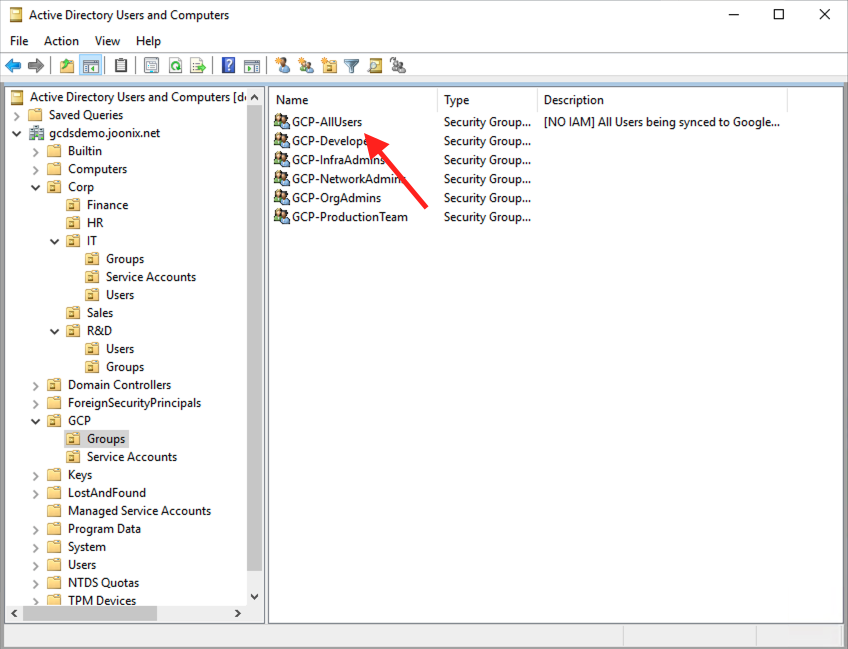 Active Directory Users and Computers
File Action View Help
Active Directory Users and Computers [de
Saved Queries
gcdsdemo.joonix.net
Builtin
Computers
Corp
Finance
HR
IT
Groups
Service Accounts
Users
Sales
R&D
Users
Groups
Domain Controllers
ForeignSecurityPrincipals
GCP
Groups
Service Accounts
Keys
LostAndFound
Managed Service Accounts
Program Data
System
Users
NTDS Quotas
TPM Devices
Name Type Description
GCP-AllUsers Security Group... [NO IAM] All Users being synced to Google...
GCP-Develope Security Group...
GCP-InfraAdmins Security Group...
GCP-NetworkAdmins Security Group...
GCP-OrgAdmins Security Group...
GCP-ProductionTeam Security Group...